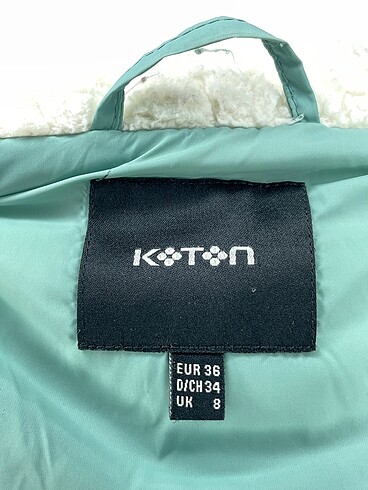 KOTON
EUR 36
D/CH 34
UK 8